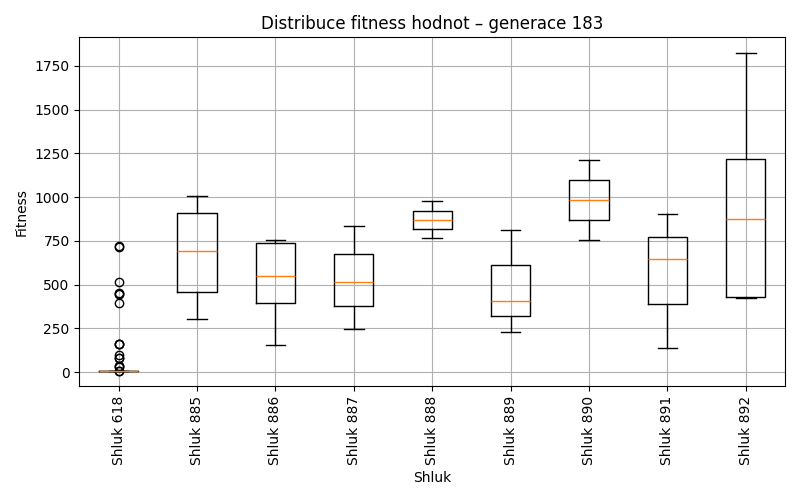 Distribuce fitness hodnot – generace 183
Fitness
1750
1500
1250
1000
750
500
250
0
Shluk 618
Shluk 885
Shluk 886
Shluk 887
Shluk 888
Shluk 889
Shluk 890
Shluk 891
Shluk 892
Shluk